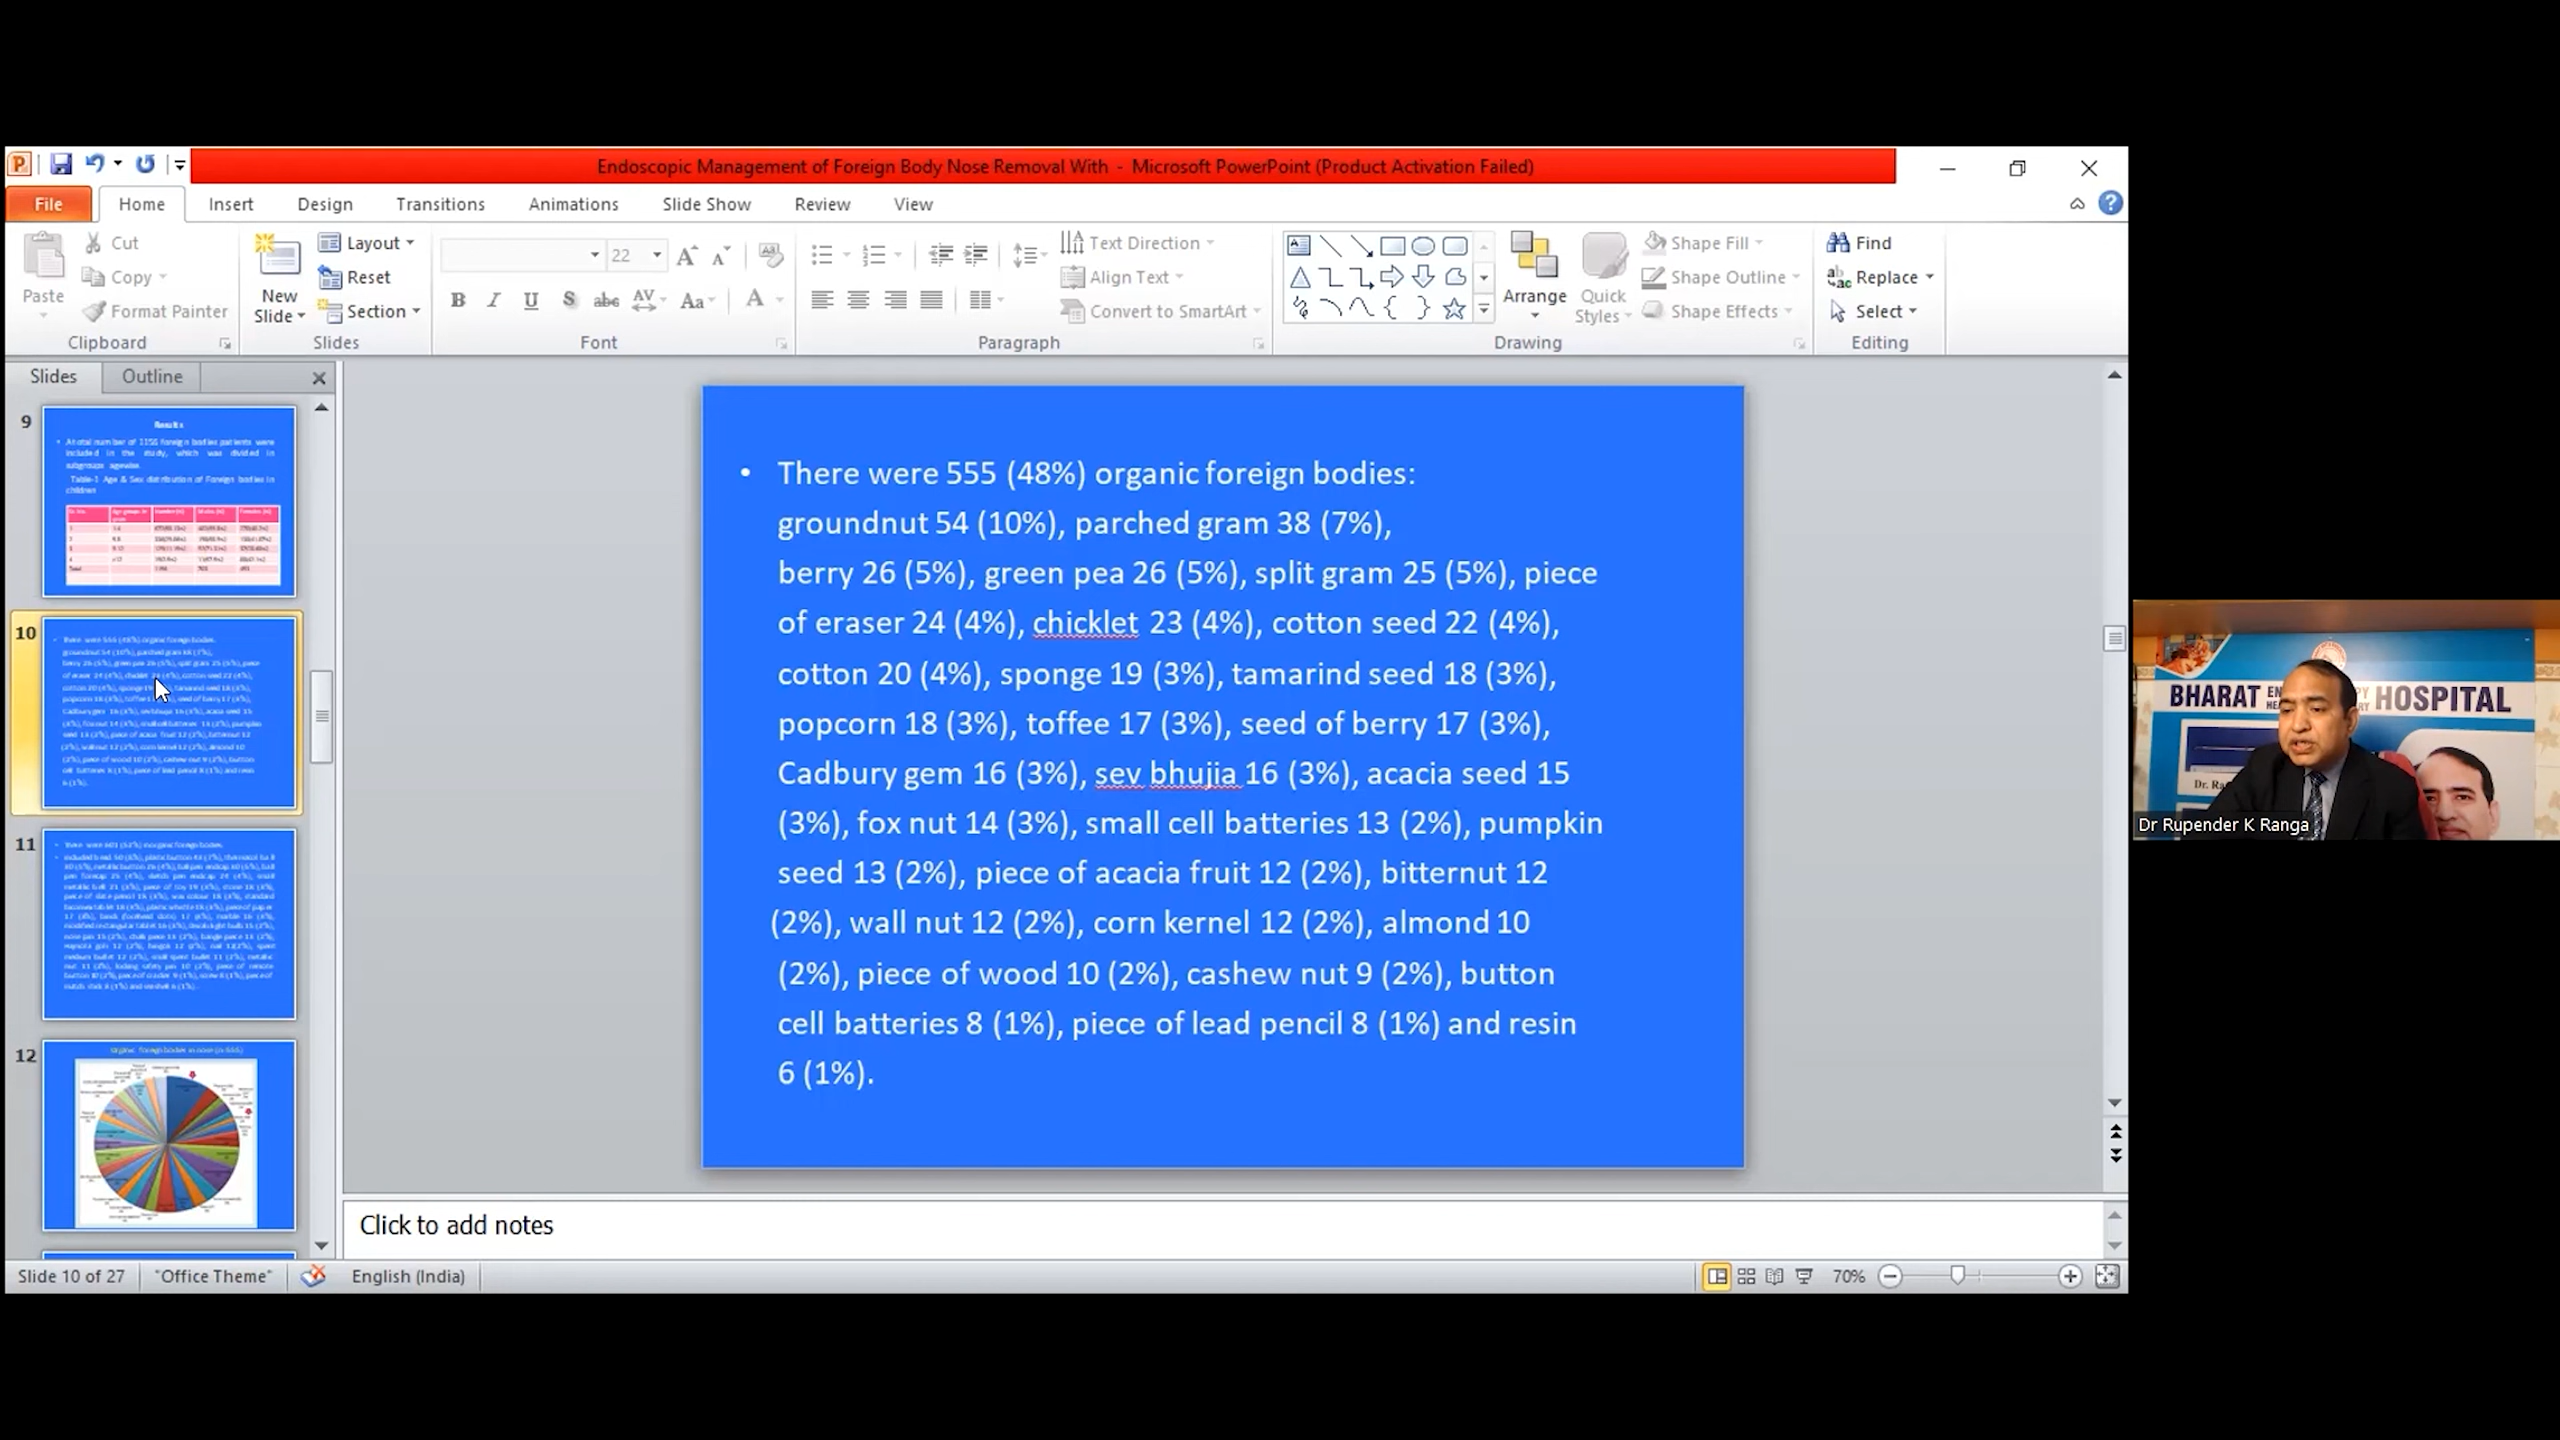 Endoscopic Management of Foreign Body Nose Removal With - Microsoft PowerPoint (Product Activation Failed)
File Home Insert Design Transitions Animations Slide Show Review View
Paste
Cut
Copy
Format Painter
Clipboard
New Slide
Layout
Reset
Section
Slides
22
Font
Text Direction
Align Text
Convert to SmartArt
Paragraph
Arrange
Quick Styles
Shape Fill
Shape Outline
Shape Effects
Drawing
Find
Replace
Select
Editing
Slides Outline
9
Results
10
11
12
Organic foreign bodies in nose (n-555)
• There were 555 (48%) organic foreign bodies:
groundnut 54 (10%), parched gram 38 (7%),
berry 26 (5%), green pea 26 (5%), split gram 25 (5%), piece
of eraser 24 (4%), chicklet 23 (4%), cotton seed 22 (4%),
cotton 20 (4%), sponge 19 (3%), tamarind seed 18 (3%),
popcorn 18 (3%), toffee 17 (3%), seed of berry 17 (3%),
Cadbury gem 16 (3%), sev bhujia 16 (3%), acacia seed 15
(3%), fox nut 14 (3%), small cell batteries 13 (2%), pumpkin
seed 13 (2%), piece of acacia fruit 12 (2%), bitternut 12
(2%), wall nut 12 (2%), corn kernel 12 (2%), almond 10
(2%), piece of wood 10 (2%), cashew nut 9 (2%), button
cell batteries 8 (1%), piece of lead pencil 8 (1%) and resin
6 (1%).
Click to add notes
Slide 10 of 27 "Office Theme" English (India) 70%
BHARAT HOSPITAL
Dr Rupender K Ranga